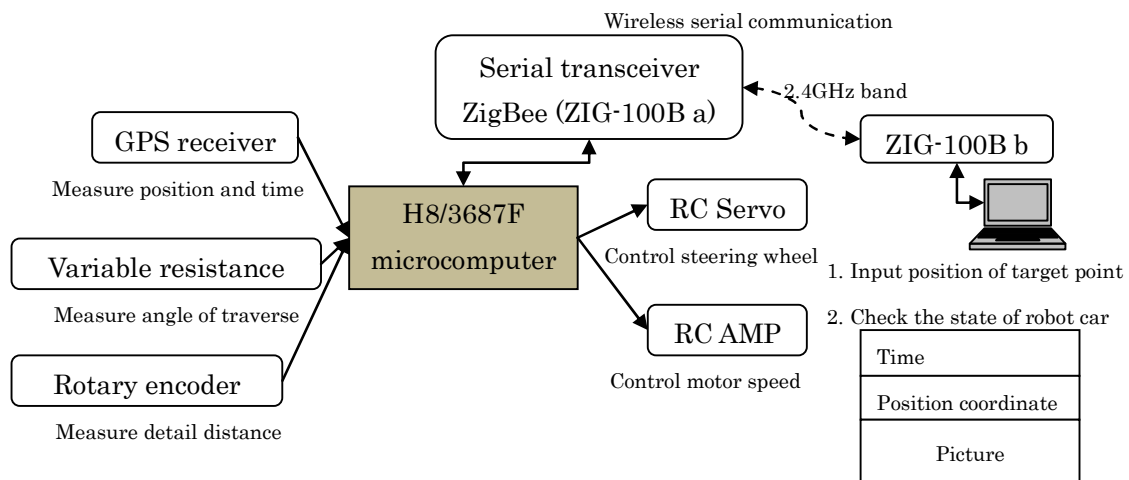 Wireless serial communication
Serial transceiver
ZigBee (ZIG-100B a)
2.4GHz band
ZIG-100B b
GPS receiver
Measure position and time
H8/3687F
microcomputer
Variable resistance
Measure angle of traverse
Rotary encoder
Measure detail distance
RC Servo
Control steering wheel
RC AMP
Control motor speed
1. Input position of target point
2. Check the state of robot car
Time
Position coordinate
Picture